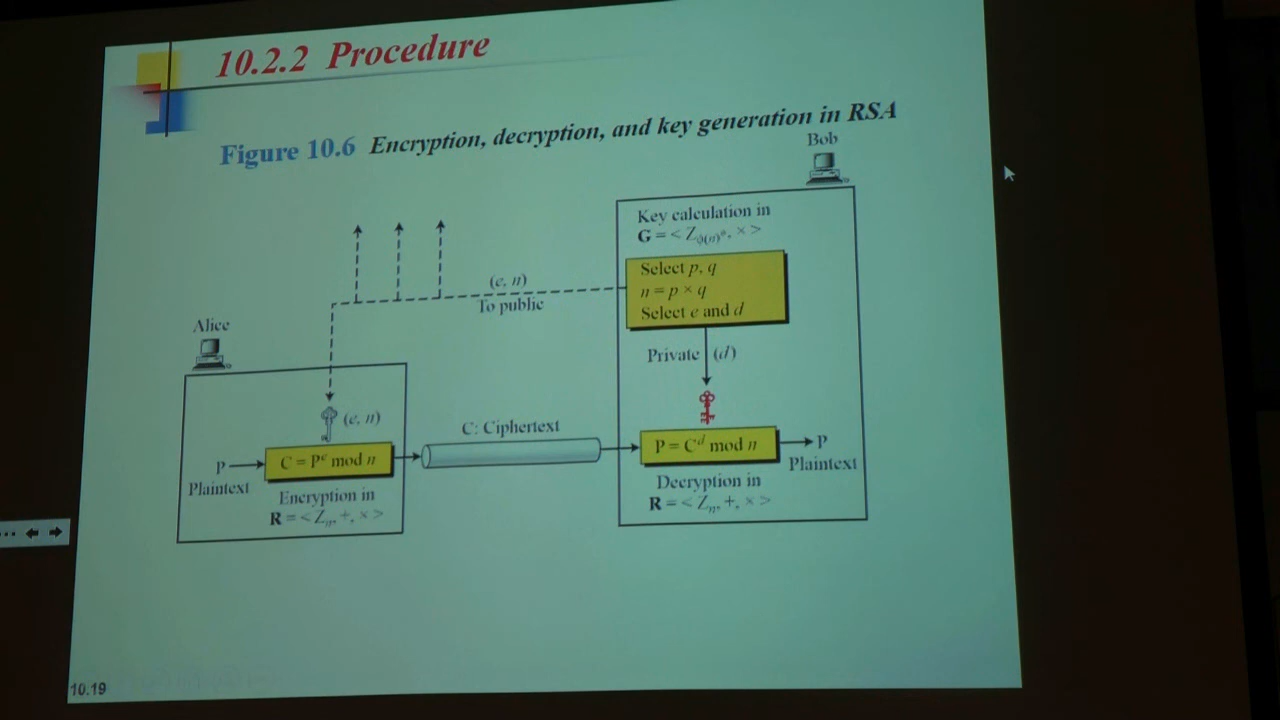 10.2.2 Procedure
Figure 10.6 Encryption, decryption, and key generation in RSA
Bob
Key calculation in
G = < Zϕ(n)*, × >
Select p, q
n = p × q
Select e and d
(e, n)
To public
Private (d)
Alice
(e, n)
P
Plaintext
C = Pᵉ mod n
Encryption in
R = < Zₙ, +, × >
C: Ciphertext
P = Cᵈ mod n
Decryption in
R = < Zₙ, +, × >
P
Plaintext
10.19